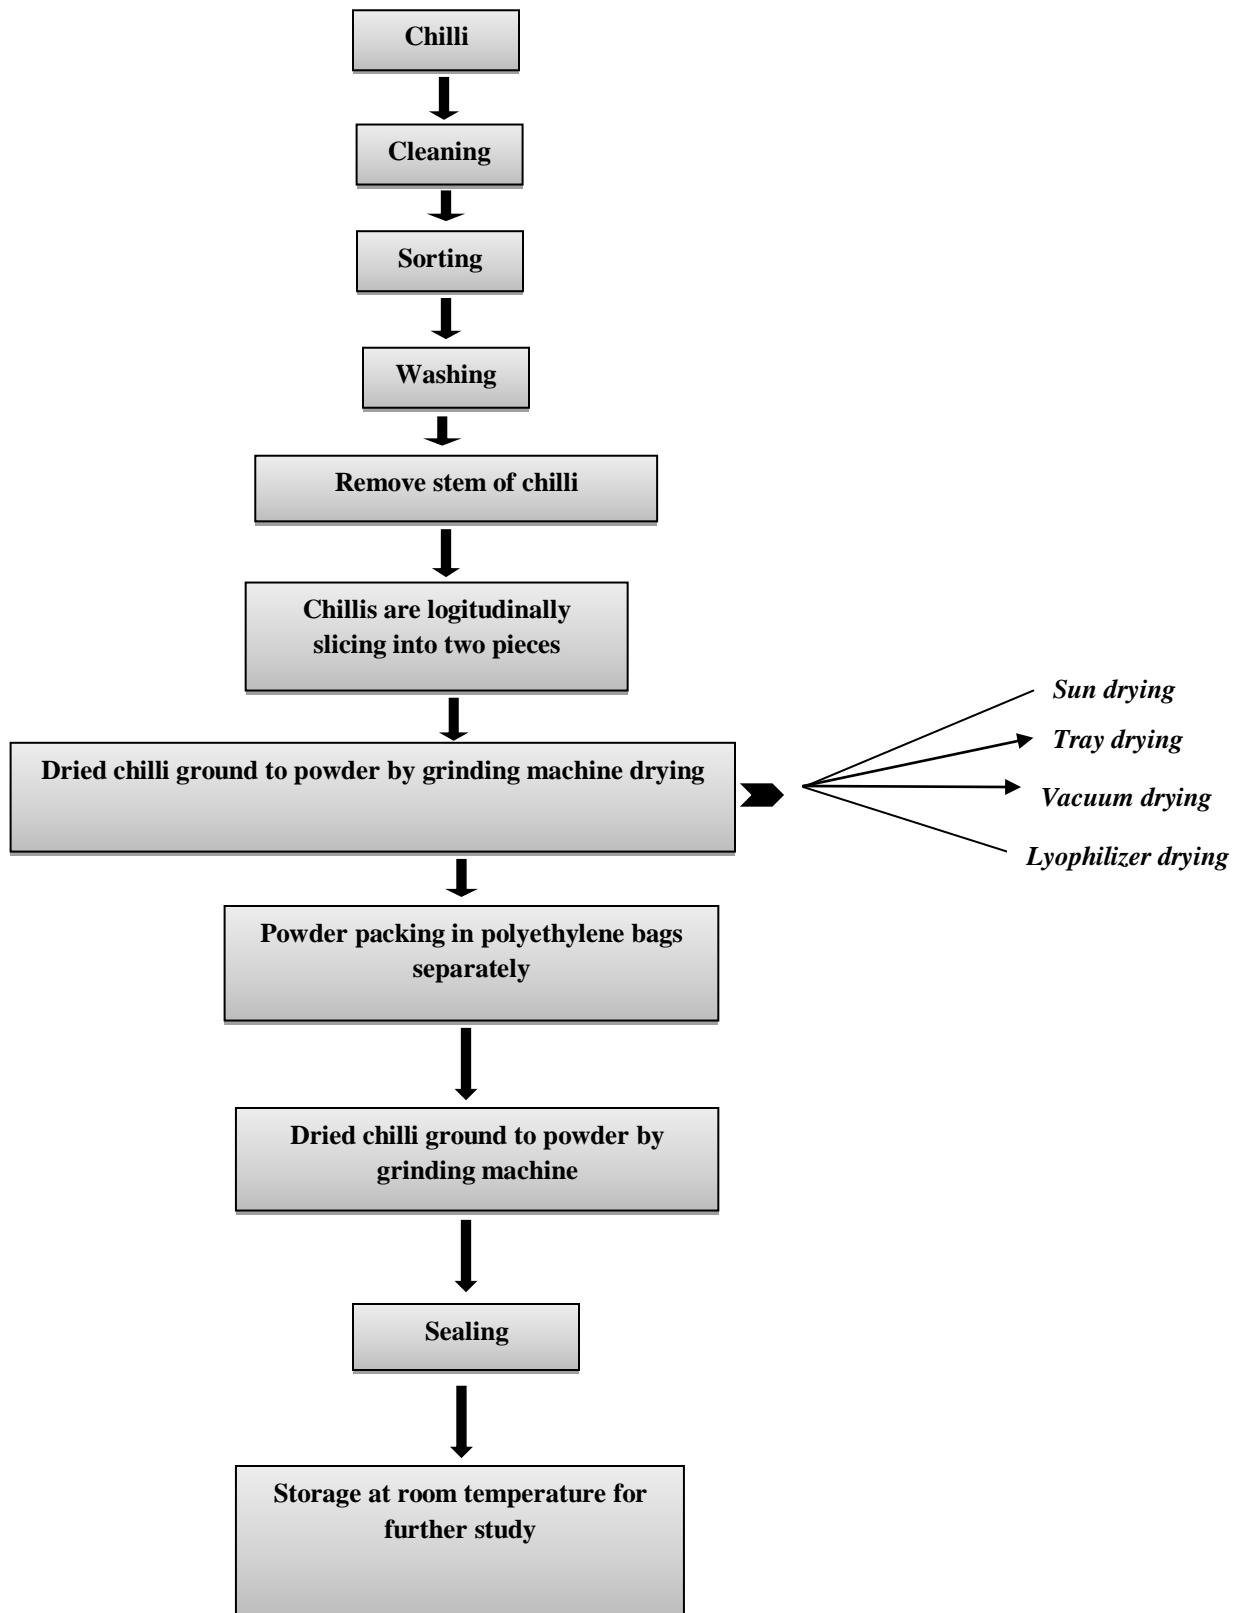 Chilli
Cleaning
Sorting
Washing
Remove stem of chilli
Chillis are logitudinally
slicing into two pieces
Sun drying
Dried chilli ground to powder by grinding machine drying
Tray drying
Vacuum drying
Lyophilizer drying
Powder packing in polyethylene bags
separately
Dried chilli ground to powder by
grinding machine
Sealing
Storage at room temperature for
further study